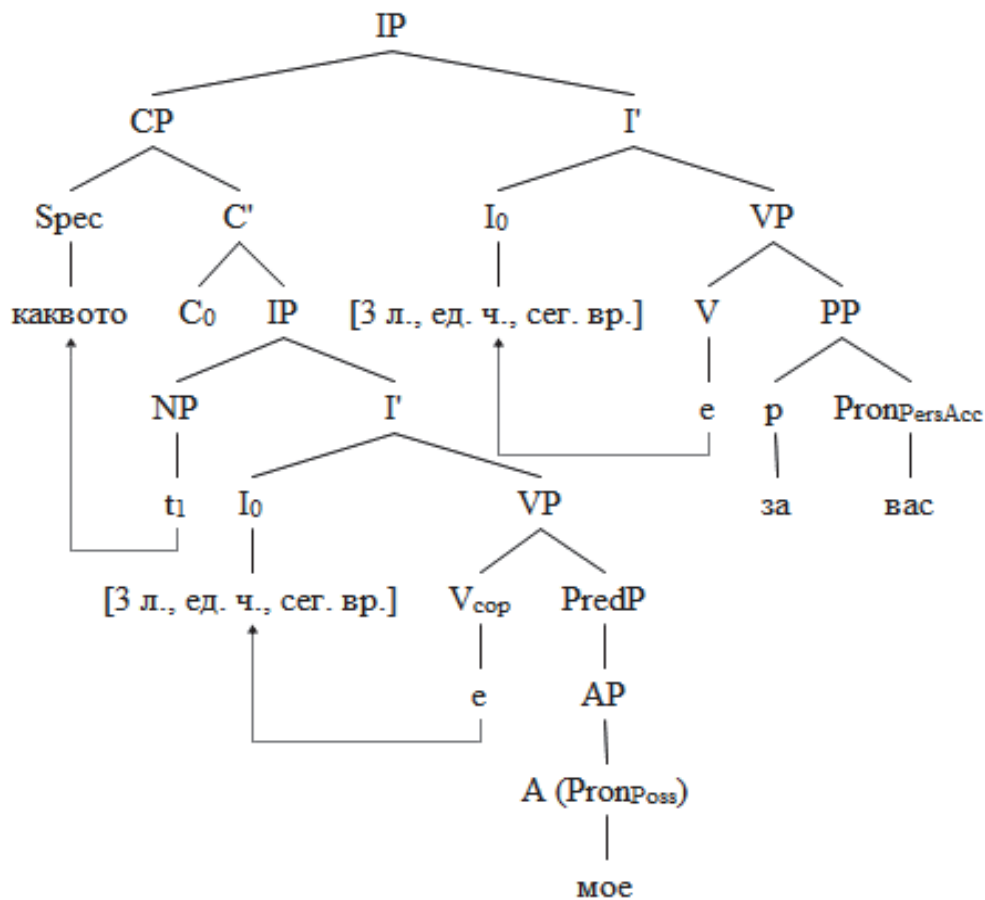 IP
CP I'
Spec C' I₀ VP
каквото C₀ IP [3 л., ед. ч., сег. вр.] V PP
NP I' е p PronPersAcc
t₁ I₀ VP за вас
[3 л., ед. ч., сег. вр.] Vcop PredP
е AP
A (PronPoss)
мое